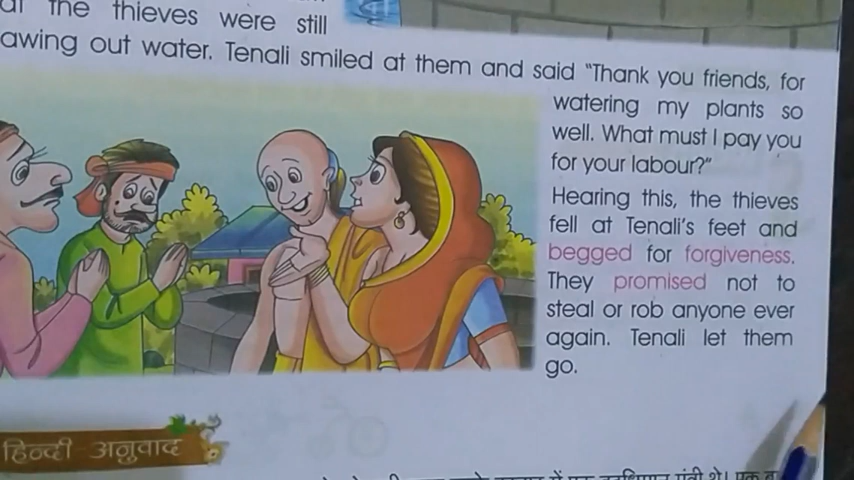 the thieves were still
awing out water. Tenali smiled at them and said "Thank you friends, for
watering my plants so
well. What must I pay you
for your labour?"
Hearing this, the thieves
fell at Tenali's feet and
begged for forgiveness.
They promised not to
steal or rob anyone ever
again. Tenali let them
go.
हिन्दी अनुवाद